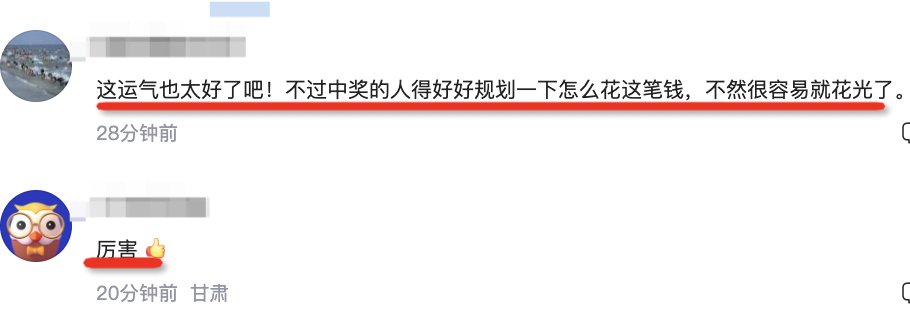 这运气也太好了吧！不过中奖的人得好好规划一下怎么花这笔钱，不然很容易就花光了。
28分钟前
厉害 👍
20分钟前 甘肃